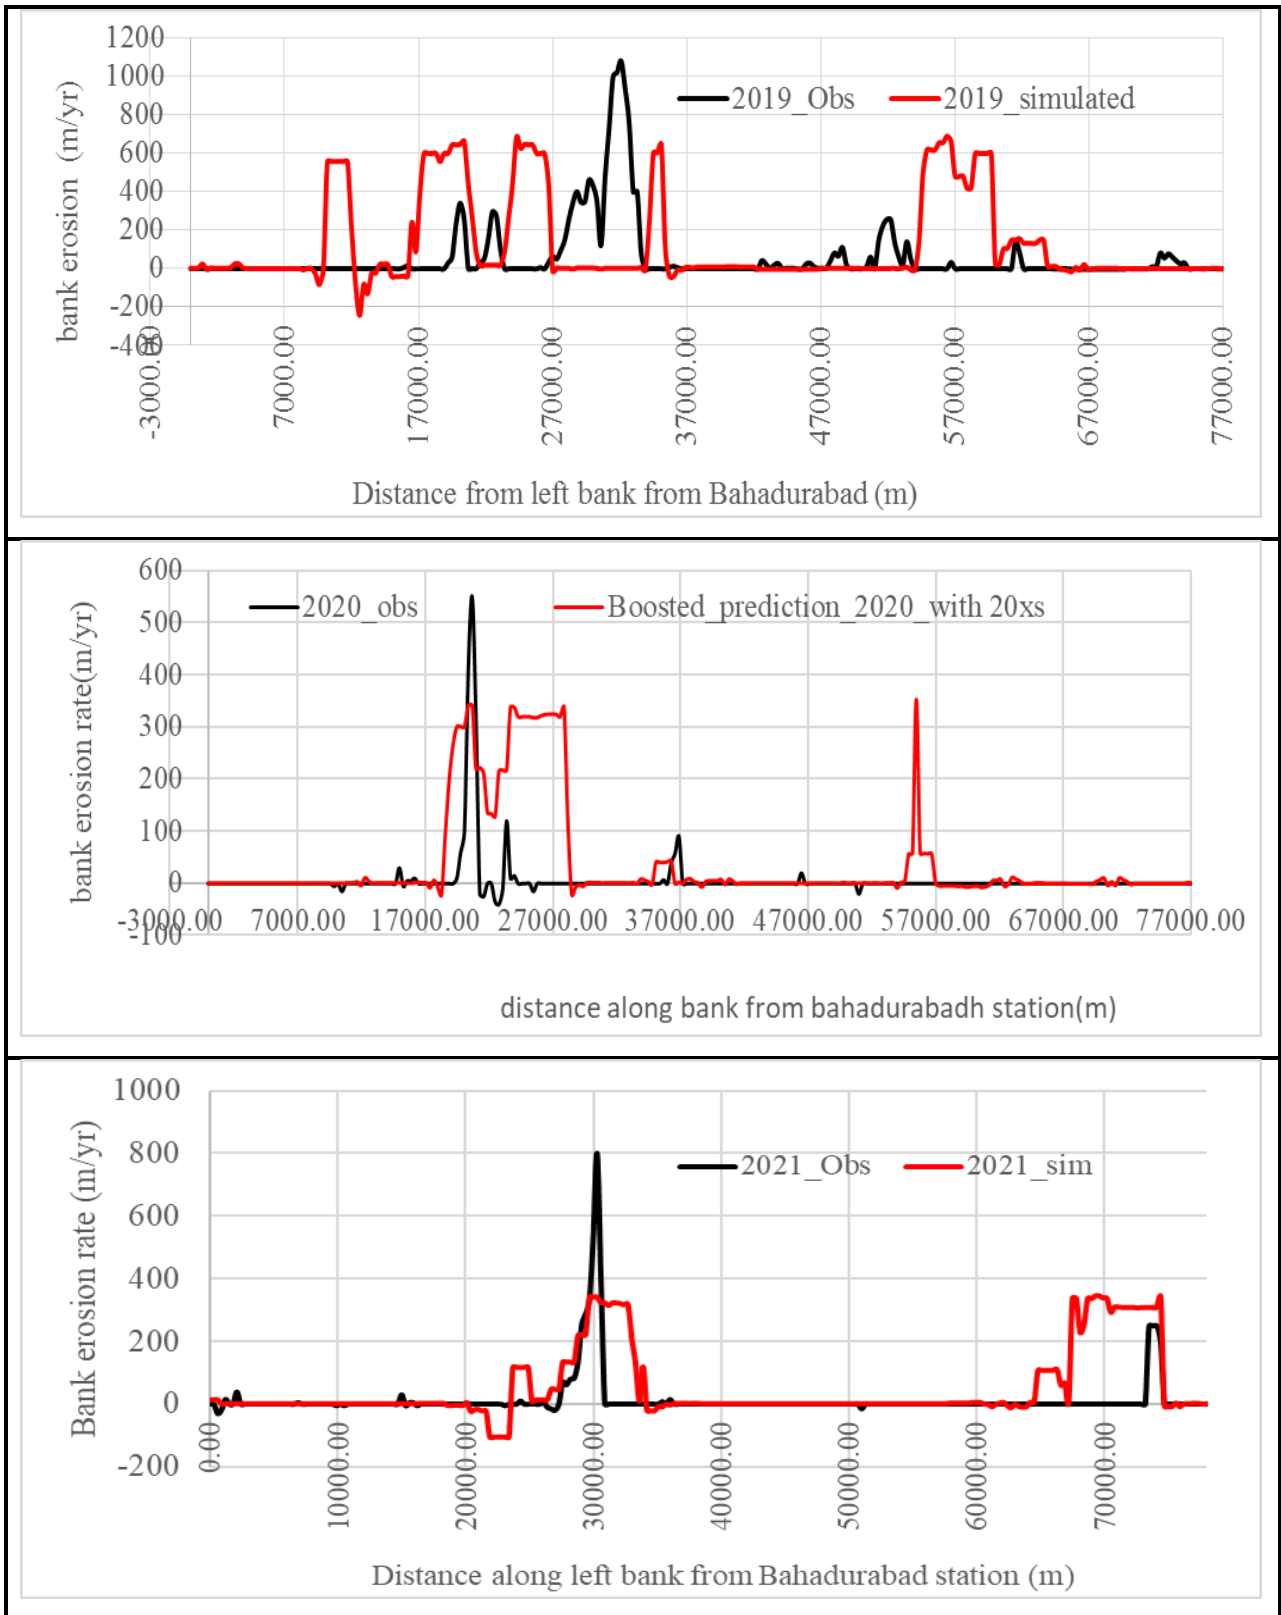 1200
1000
800
600
400
200
0
-200
-400
bank erosion (m/yr)
2019_Obs 2019_simulated
-3000.00 7000.00 17000.00 27000.00 37000.00 47000.00 57000.00 67000.00 77000.00
Distance from left bank from Bahadurabad (m)
600
500
400
300
200
100
0
-100
bank erosion rate(m/yr)
2020_obs Boosted_prediction_2020_with 20xs
-3000.00 7000.00 17000.00 27000.00 37000.00 47000.00 57000.00 67000.00 77000.00
distance along bank from bahadurabadh station(m)
1000
800
600
400
200
0
-200
Bank erosion rate (m/yr)
2021_Obs 2021_sim
0.00 10000.00 20000.00 30000.00 40000.00 50000.00 60000.00 70000.00
Distance along left bank from Bahadurabad station (m)